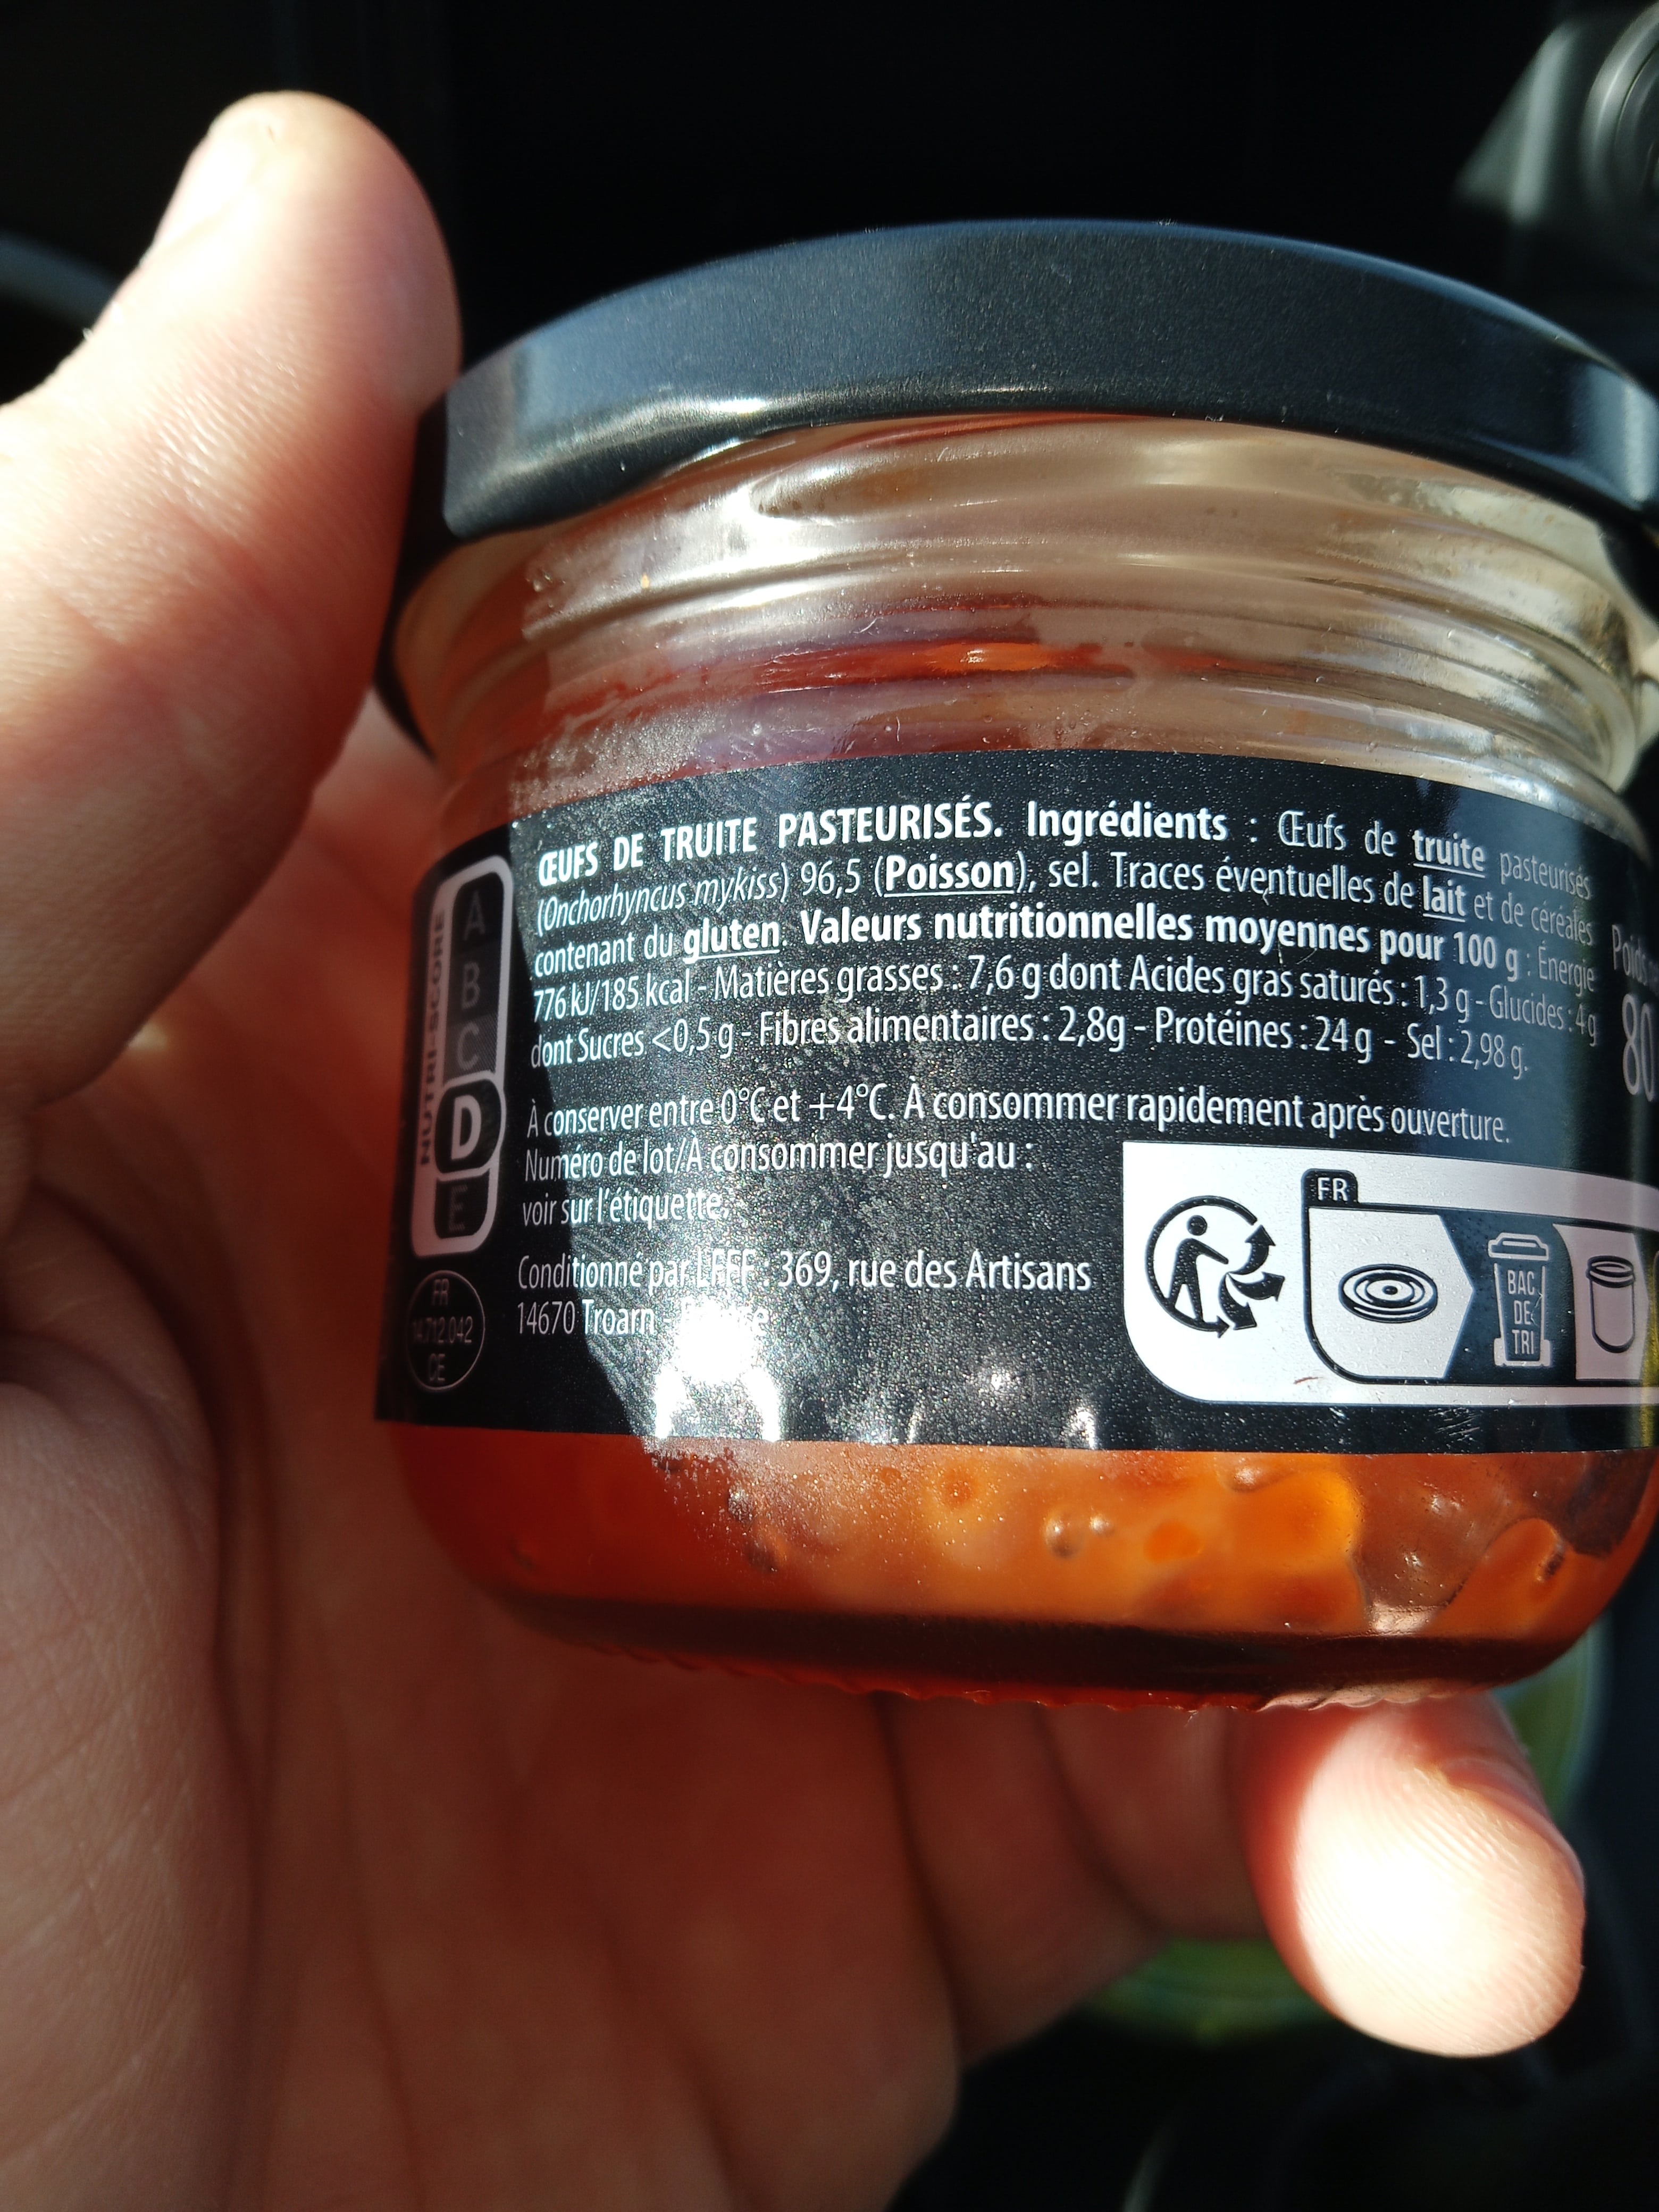 ŒUFS DE TRUITE PASTEURISÉS. Ingrédients : Œufs de truite pasteurisés
(Onchorhyncus mykiss) 96,5 (Poisson), sel. Traces éventuelles de lait et de céréales
contenant du gluten. Valeurs nutritionnelles moyennes pour 100 g : Énergie
776 kJ/185 kcal - Matières grasses : 7,6 g dont Acides gras saturés : 1,3 g - Glucides : 4 g
dont Sucres <0,5 g - Fibres alimentaires : 2,8g - Protéines : 24 g - Sel : 2,98 g.
À conserver entre 0°C et +4°C. À consommer rapidement après ouverture.
Numéro de lot/A consommer jusqu'au :
voir sur l'étiquette.
Conditionné par LFFF : 369, rue des Artisans
14670 Troarn -
NUTRI-SCORE
A
B
C
D
E
FR
14.712.042
CE
FR
BAC
DE
TRI
Poids
80